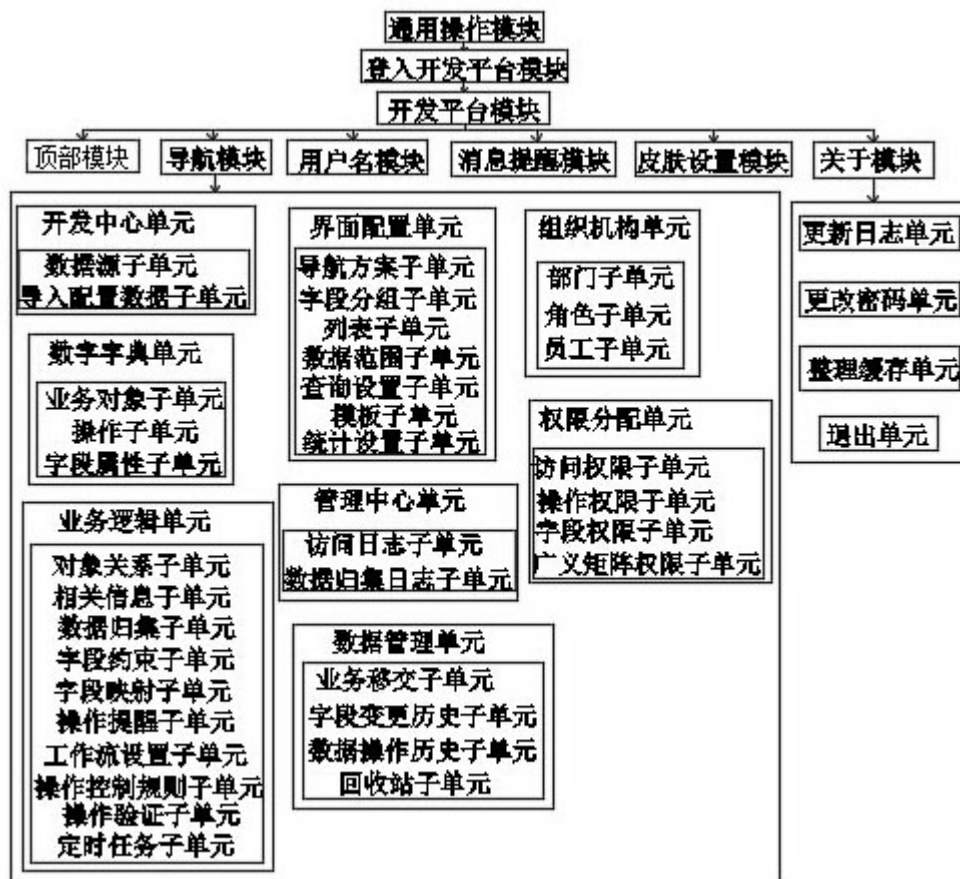 通用操作模块
登入开发平台模块
开发平台模块
顶部模块
导航模块
用户名模块
消息提醒模块
皮肤设置模块
关于模块
开发中心单元
数据源子单元
导入配置数据子单元
数字字典单元
业务对象子单元
操作子单元
字段属性子单元
业务逻辑单元
对象关系子单元
相关信息子单元
数据归集子单元
字段约束子单元
字段映射子单元
操作提醒子单元
工作流设置子单元
操作控制规则子单元
操作验证子单元
定时任务子单元
界面配置单元
导航方案子单元
字段分组子单元
列表子单元
数据范围子单元
查询设置子单元
模板子单元
统计设置子单元
管理中心单元
访问日志子单元
数据归集日志子单元
数据管理单元
业务移交子单元
字段变更历史子单元
数据操作历史子单元
回收站子单元
组织机构单元
部门子单元
角色子单元
员工子单元
权限分配单元
访问权限子单元
操作权限子单元
字段权限子单元
广义矩阵权限子单元
更新日志单元
更改密码单元
整理缓存单元
退出单元